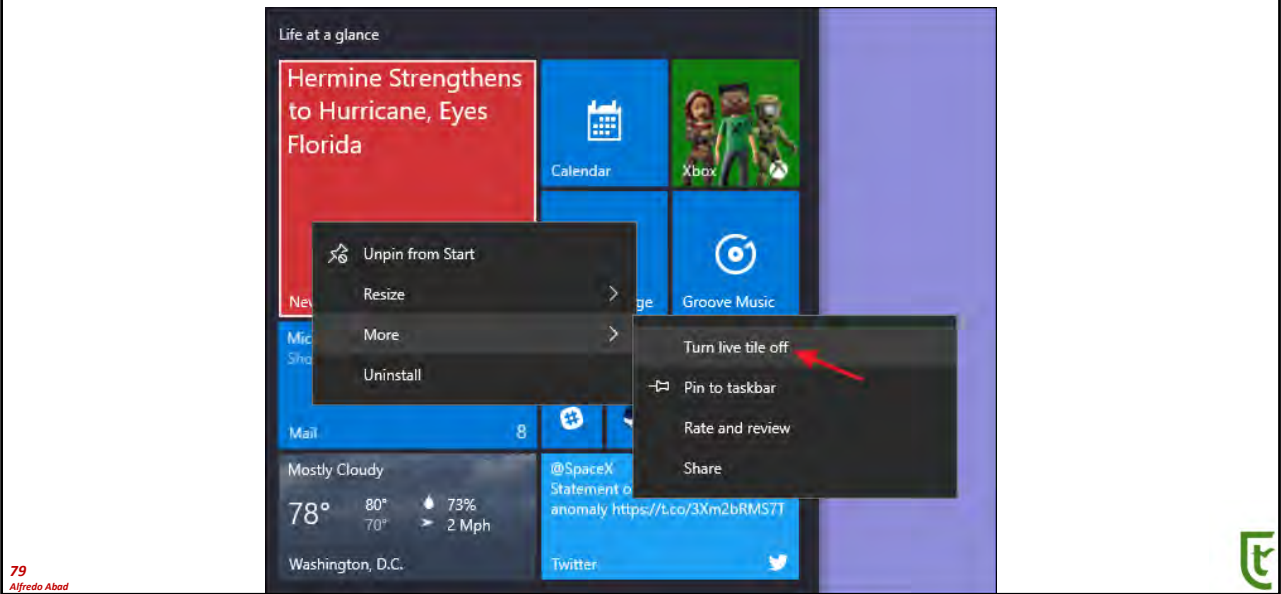 Life at a glance
Hermine Strengthens
to Hurricane, Eyes
Florida
Calendar
Xbox
Unpin from Start
Resize
More
Uninstall
Groove Music
Turn live tile off
Pin to taskbar
Rate and review
Share
Mail
8
Mostly Cloudy
78°
80°
70°
73%
2 Mph
Washington, D.C.
@SpaceX
Statement o
anomaly https://t.co/3Xm2bRMS7T
Twitter
79
Alfredo Abad